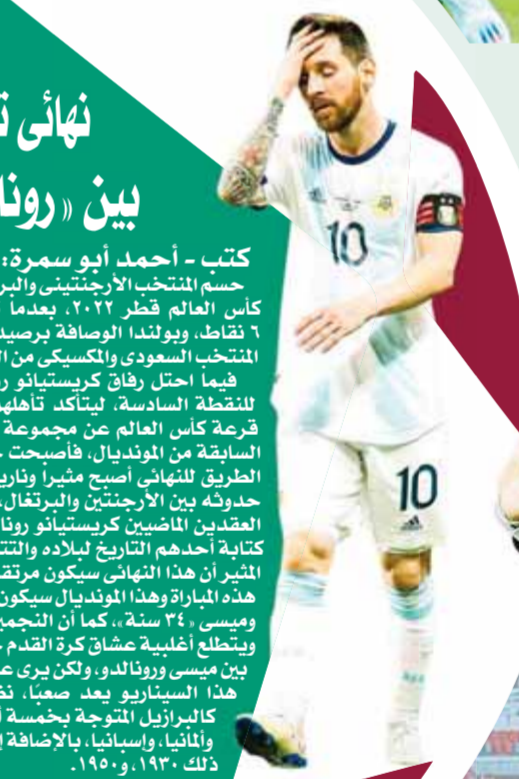 نهائى
بين «رونا
كتب - أحمد أبو سمرة:
حسم المنتخب الأرجنتينى والبر
كأس العالم قطر ٢٠٢٢، بعدما
٦ نقاط، وبولندا الوصافة برصيد
المنتخب السعودى والمكسيكى من ال
فيما احتل رفاق كريستيانو ر
للنقطة السادسة، ليتأكد تأهله
قرعة كأس العالم عن مجموعة
السابقة من المونديال، فأصبحت
الطريق للنهائى أصبح مثيرا وناري
حدوثه بين الأرجنتين والبرتغال،
العقدين الماضيين كريستيانو رونا
كتابة أحدهم التاريخ لبلاده والتت
المثير أن هذا النهائى سيكون مرتق
هذه المباراة وهذا المونديال سيكون
وميسى «٣٤ سنة»، كما أن النجمي
ويتطلع أغلبية عشاق كرة القدم
بين ميسى ورونالدو، ولكن يرى ع
هذا السيناريو يعد صعبًا، نظ
كالبرازيل المتوجة بخمسة أ
وألمانيا، وإسبانيا، بالإضافة إ
ذلك ١٩٣٠، و١٩٥٠.
10
10
adidas